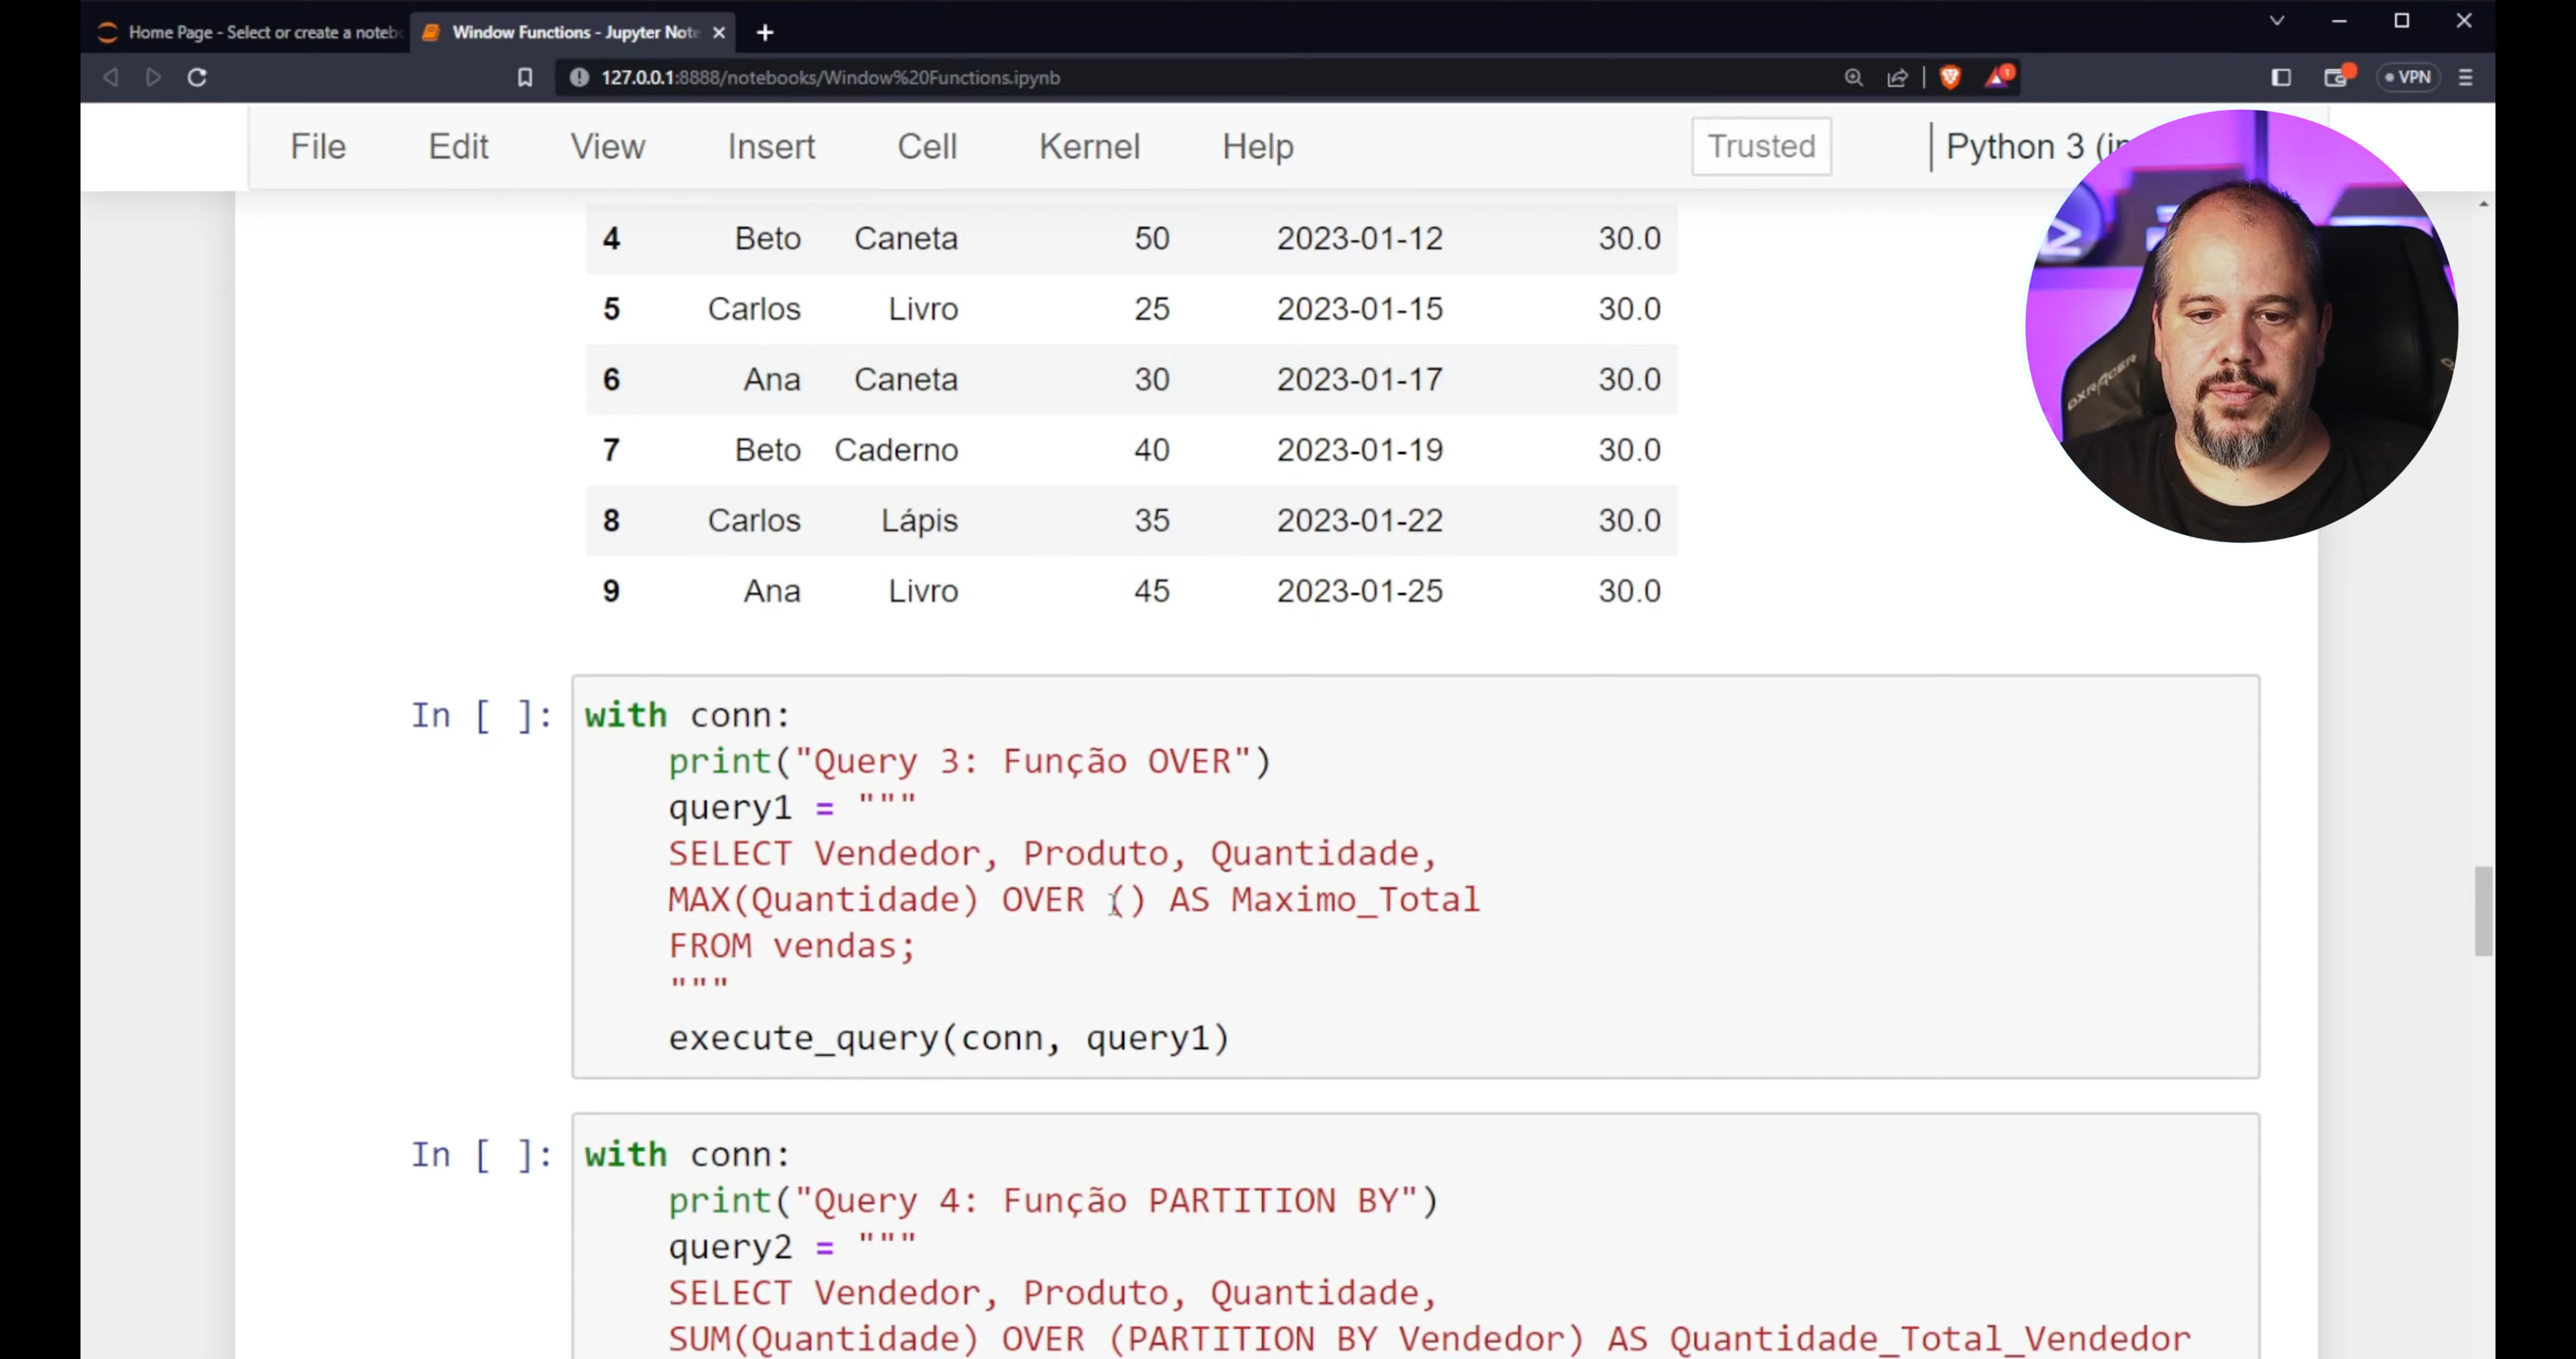 Home Page - Select or create a noteb
Window Functions - Jupyter Note
127.0.0.1:8888/notebooks/Window%20Functions.ipynb
1
VPN
File Edit View Insert Cell Kernel Help Trusted Python 3 (i
4 Beto Caneta 50 2023-01-12 30.0
5 Carlos Livro 25 2023-01-15 30.0
6 Ana Caneta 30 2023-01-17 30.0
7 Beto Caderno 40 2023-01-19 30.0
8 Carlos Lápis 35 2023-01-22 30.0
9 Ana Livro 45 2023-01-25 30.0
DXRACER
In [ ]: with conn:
print("Query 3: Função OVER")
query1 = """
SELECT Vendedor, Produto, Quantidade,
MAX(Quantidade) OVER () AS Maximo_Total
FROM vendas;
"""
execute_query(conn, query1)
In [ ]: with conn:
print("Query 4: Função PARTITION BY")
query2 = """
SELECT Vendedor, Produto, Quantidade,
SUM(Quantidade) OVER (PARTITION BY Vendedor) AS Quantidade_Total_Vendedor